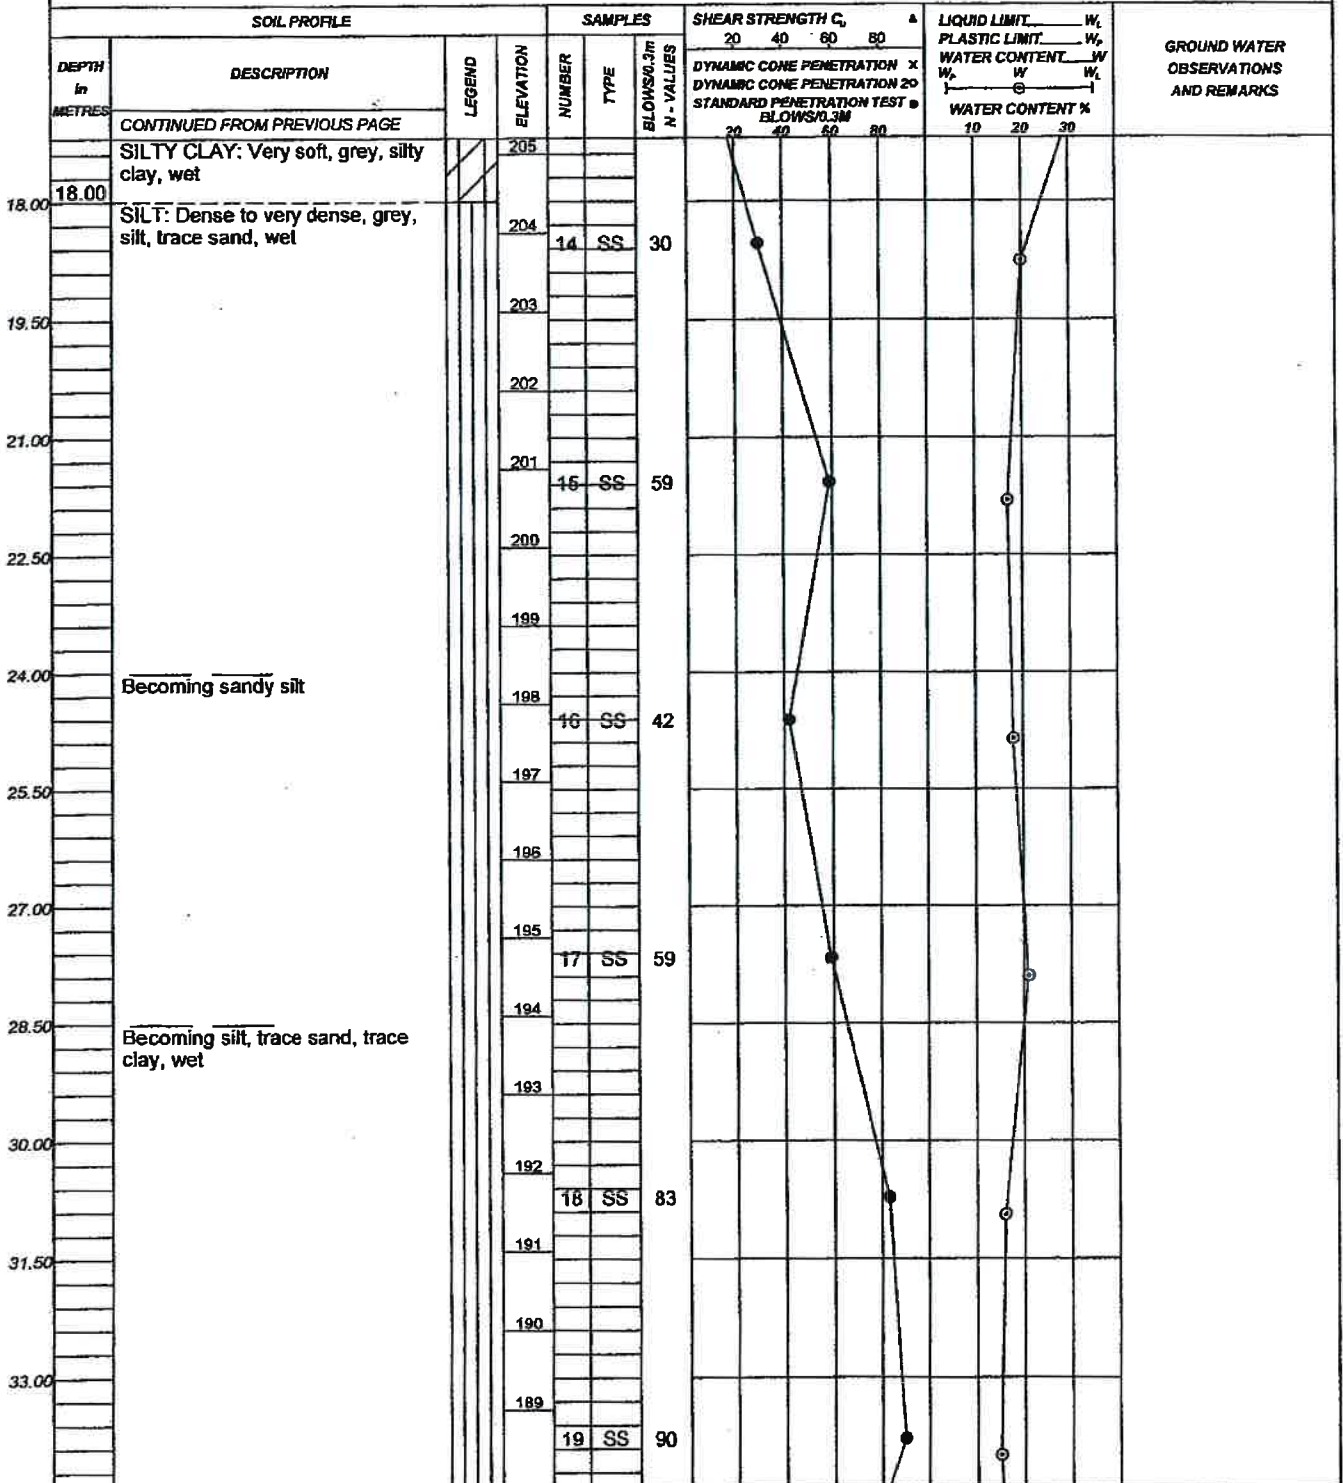 SOIL PROFILE
SAMPLES
DEPTH
in
METRES
DESCRIPTION
CONTINUED FROM PREVIOUS PAGE
LEGEND
ELEVATION
NUMBER
TYPE
BLOWS/0.3m
N - VALUES
SHEAR STRENGTH Cu ▲
20 40 60 80
DYNAMIC CONE PENETRATION X
DYNAMIC CONE PENETRATION 2O
STANDARD PENETRATION TEST ●
BLOWS/0.3M
20 40 60 80
LIQUID LIMIT WL
PLASTIC LIMIT WP
WATER CONTENT W
WP W WL
WATER CONTENT %
10 20 30
GROUND WATER
OBSERVATIONS
AND REMARKS
SILTY CLAY: Very soft, grey, silty
clay, wet
205
18.00
18.00
SILT: Dense to very dense, grey,
silt, trace sand, wet
204
14 SS 30
203
19.50
202
21.00
201
15 SS 59
200
22.50
199
24.00
Becoming sandy silt
198
16 SS 42
197
25.50
196
27.00
195
17 SS 59
194
28.50
Becoming silt, trace sand, trace
clay, wet
193
30.00
192
18 SS 83
191
31.50
190
33.00
189
19 SS 90